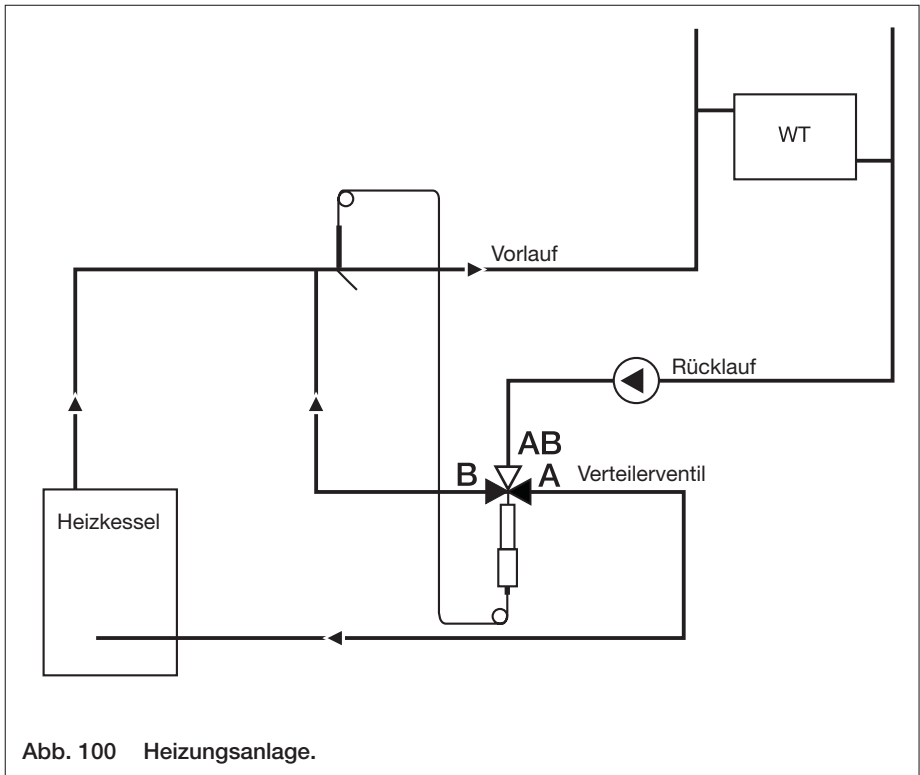 WT
Vorlauf
Rücklauf
AB
B
A
Verteilerventil
Heizkessel
Abb. 100 Heizungsanlage.